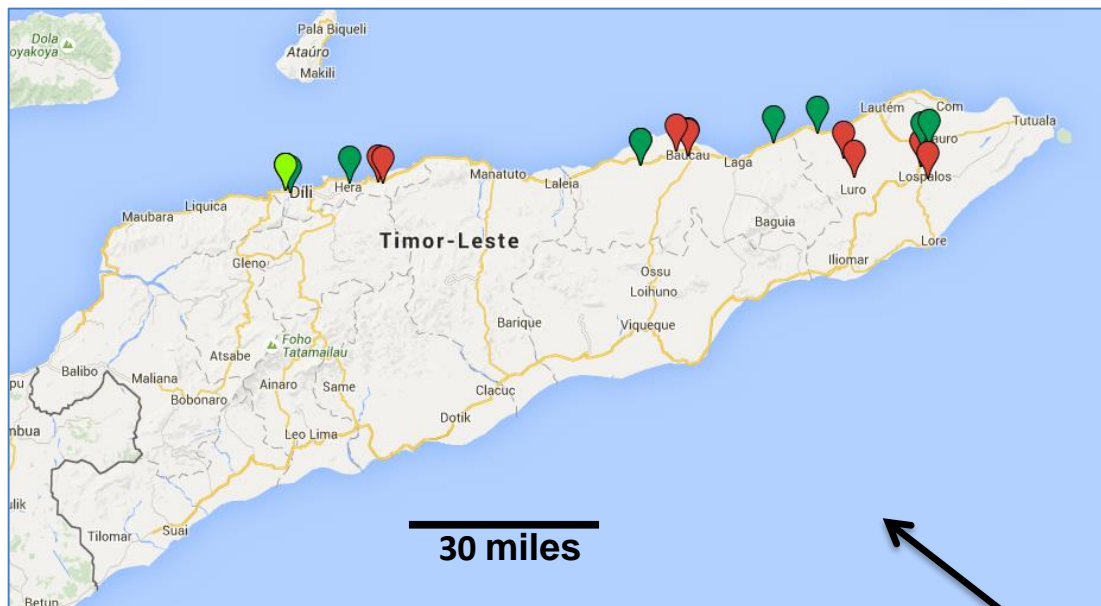 Pala Biqueli
Dola
oyakoya
Ataúro
Makili
Lautém
Com
Tutuala
auro
Baucau
Laga
Manatuto
Laleia
Hera
Díli
Luro
Lospalos
Liquica
Maubara
Baguia
Timor-Leste
Lore
Gleno
Iliomar
Ossu
Loihuno
Barique
Viqueque
Foho
Tatamailau
Atsabe
Balibo
Maliana
Ainaro
Same
Clacuc
Bobonaro
Dotik
Leo Lima
Suai
Tilomar
30 miles
Betun